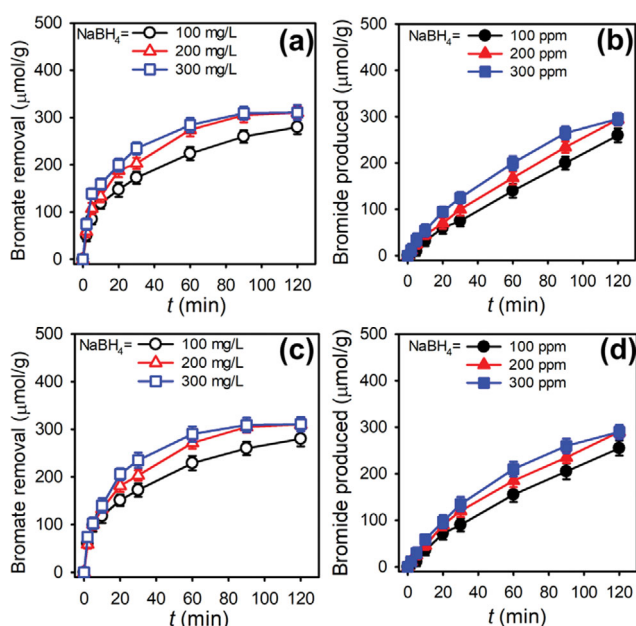 (a)
NaBH4=
100 mg/L
200 mg/L
300 mg/L
Bromate removal (μmol/g)
500
400
300
200
100
0
0 20 40 60 80 100 120
t (min)
(b)
NaBH4=
100 ppm
200 ppm
300 ppm
Bromide produced (μmol/g)
500
400
300
200
100
0
0 20 40 60 80 100 120
t (min)
(c)
NaBH4=
100 mg/L
200 mg/L
300 mg/L
Bromate removal (μmol/g)
500
400
300
200
100
0
0 20 40 60 80 100 120
t (min)
(d)
NaBH4=
100 ppm
200 ppm
300 ppm
Bromide produced (μmol/g)
500
400
300
200
100
0
0 20 40 60 80 100 120
t (min)